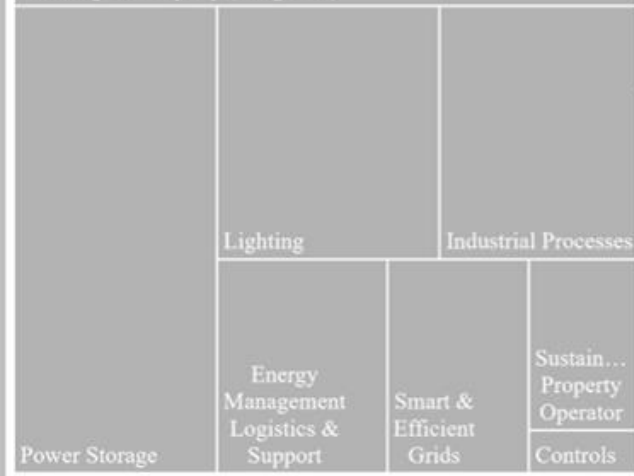 Lighting
Industrial Processes
Energy
Management
Logistics &
Support
Smart &
Efficient
Grids
Sustain...
Property
Operator
Power Storage
Controls